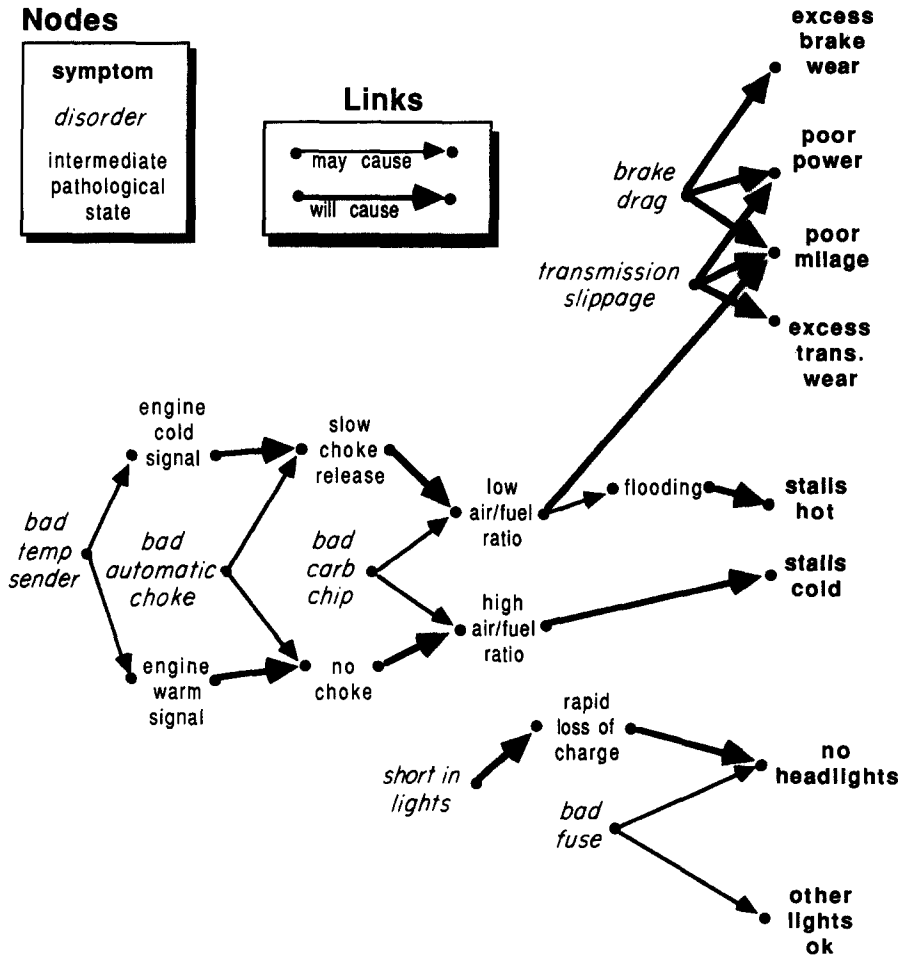 Nodes
symptom
disorder
intermediate
pathological
state
Links
may cause
will cause
excess
brake
wear
poor
power
brake
drag
poor
milage
transmission
slippage
excess
trans.
wear
engine
cold
signal
slow
choke
release
low
air/fuel
ratio
flooding
stalls
hot
bad
temp
sender
bad
automatic
choke
bad
carb
chip
stalls
cold
high
air/fuel
ratio
engine
warm
signal
no
choke
rapid
loss of
charge
short in
lights
no
headlights
bad
fuse
other
lights
ok